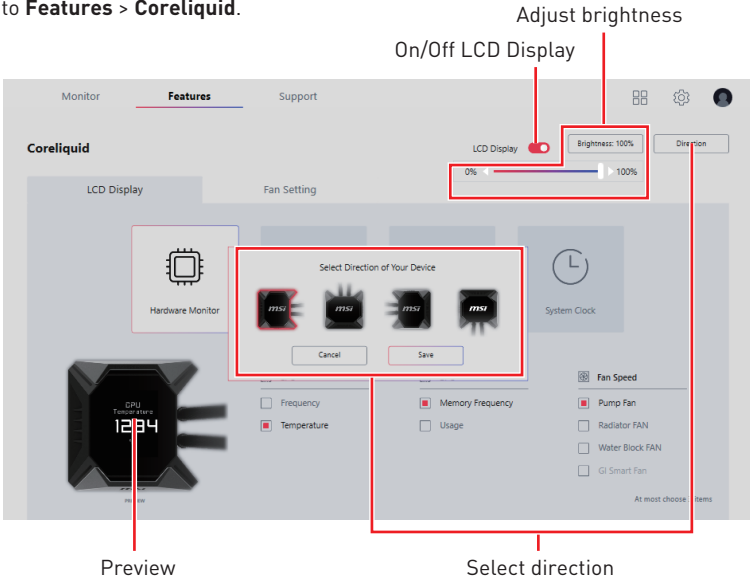 to Features > Coreliquid.
Adjust brightness
On/Off LCD Display
Monitor Features Support
Coreliquid LCD Display Brightness: 100% Direction
0% 100%
LCD Display Fan Setting
Select Direction of Your Device
msi msi msi msi
Hardware Monitor System Clock
Cancel Save
Fan Speed
Frequency Memory Frequency Pump Fan
Temperature Usage Radiator FAN
Water Block FAN
GI Smart Fan
CPU
Temperature
At most choose items
PREVIEW
Preview Select direction